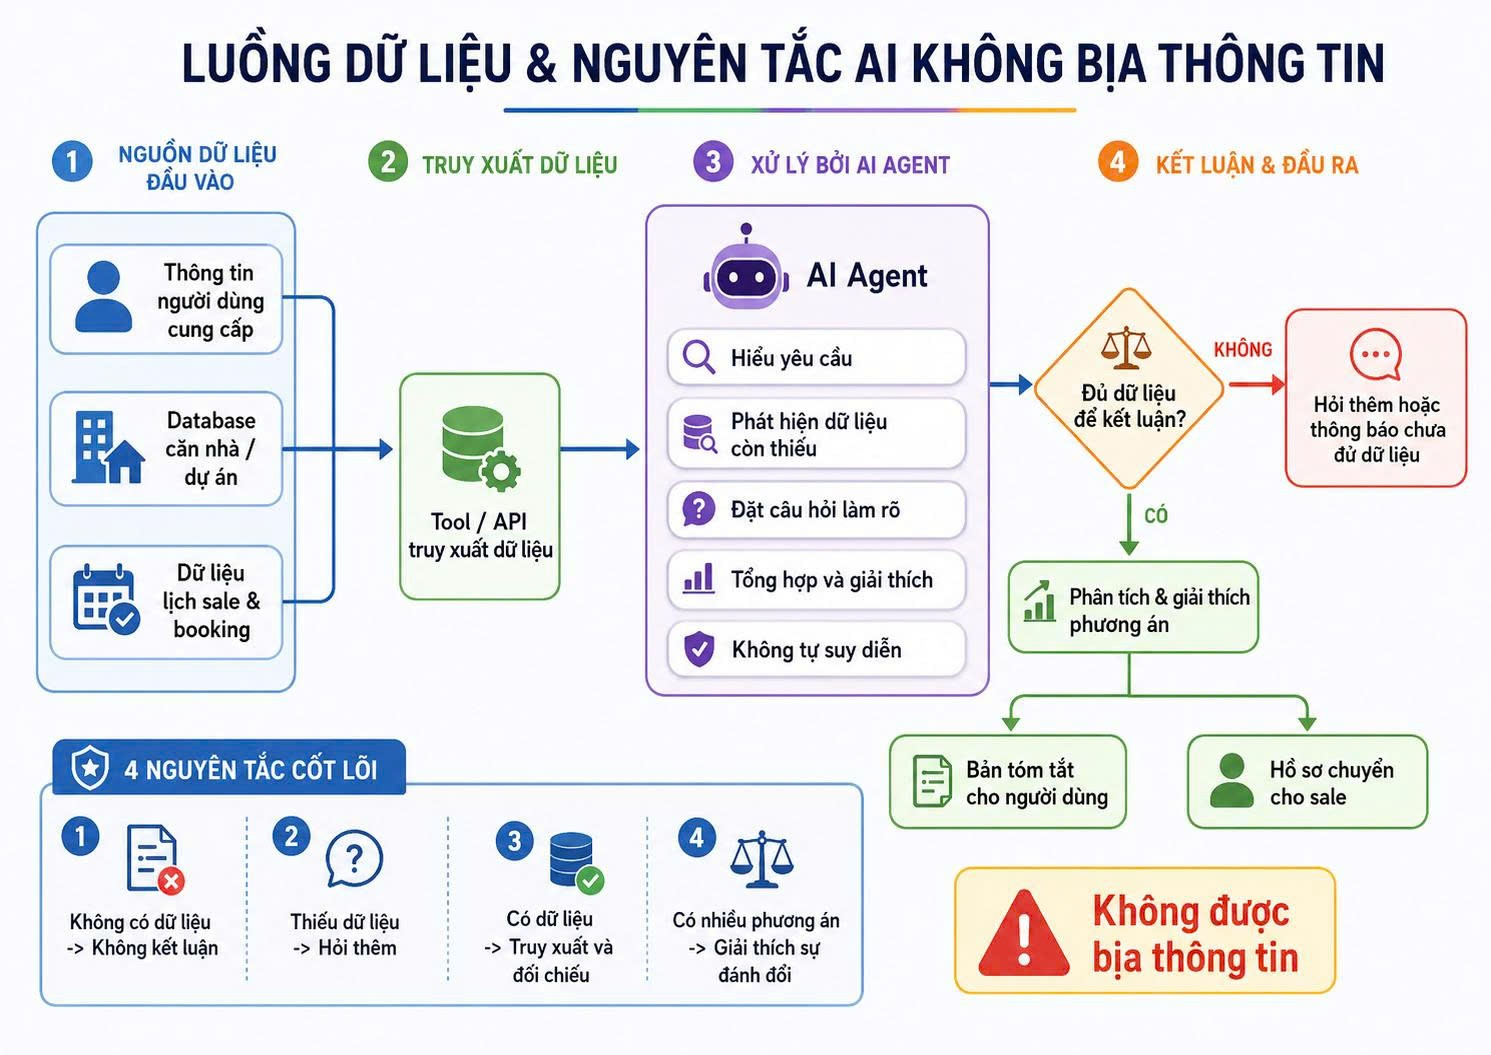 LUỒNG DỮ LIỆU & NGUYÊN TẮC AI KHÔNG BỊA THÔNG TIN
1
NGUỒN DỮ LIỆU
ĐẦU VÀO
2
TRUY XUẤT DỮ LIỆU
3
XỬ LÝ BỞI AI AGENT
4
KẾT LUẬN & ĐẦU RA
Thông tin
người dùng
cung cấp
Database
căn nhà /
dự án
Dữ liệu
lịch sale &
booking
Tool / API
truy xuất dữ liệu
AI Agent
Hiểu yêu cầu
Phát hiện dữ liệu
còn thiếu
?
Đặt câu hỏi làm rõ
Tổng hợp và giải thích
Không tự suy diễn
Đủ dữ liệu
để kết luận?
KHÔNG
Hỏi thêm hoặc
thông báo chưa
đủ dữ liệu
CÓ
Phân tích & giải thích
phương án
Bản tóm tắt
cho người dùng
Hồ sơ chuyển
cho sale
4 NGUYÊN TẮC CỐT LÕI
1
Không có dữ liệu
-> Không kết luận
2
?
Thiếu dữ liệu
-> Hỏi thêm
3
Có dữ liệu
-> Truy xuất và
đối chiếu
4
Có nhiều phương án
-> Giải thích sự
đánh đổi
!
Không được
bịa thông tin